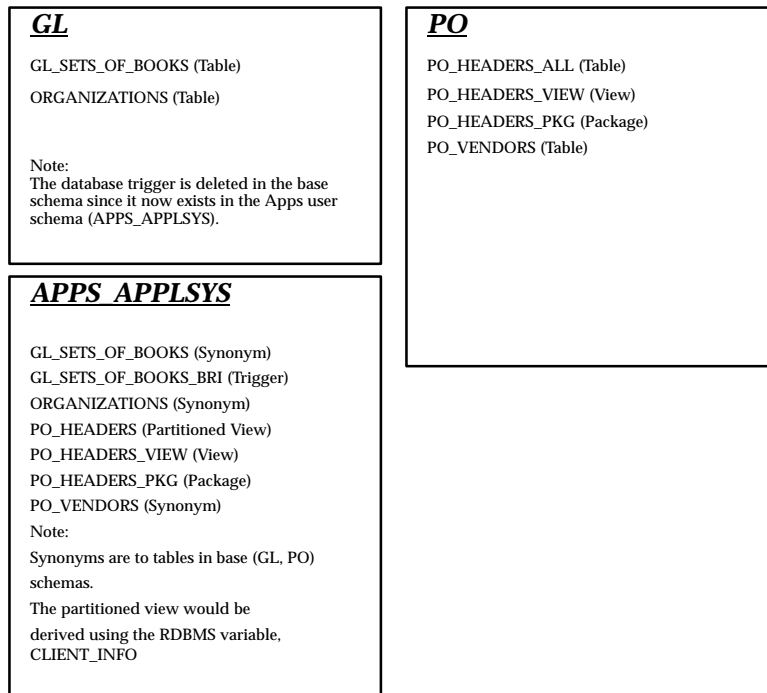 GL
GL_SETS_OF_BOOKS (Table)
ORGANIZATIONS (Table)
Note:
The database trigger is deleted in the base
schema since it now exists in the Apps user
schema (APPS_APPLSYS).
PO
PO_HEADERS_ALL (Table)
PO_HEADERS_VIEW (View)
PO_HEADERS_PKG (Package)
PO_VENDORS (Table)
APPS_APPLSYS
GL_SETS_OF_BOOKS (Synonym)
GL_SETS_OF_BOOKS_BRI (Trigger)
ORGANIZATIONS (Synonym)
PO_HEADERS (Partitioned View)
PO_HEADERS_VIEW (View)
PO_HEADERS_PKG (Package)
PO_VENDORS (Synonym)
Note:
Synonyms are to tables in base (GL, PO)
schemas.
The partitioned view would be
derived using the RDBMS variable,
CLIENT_INFO